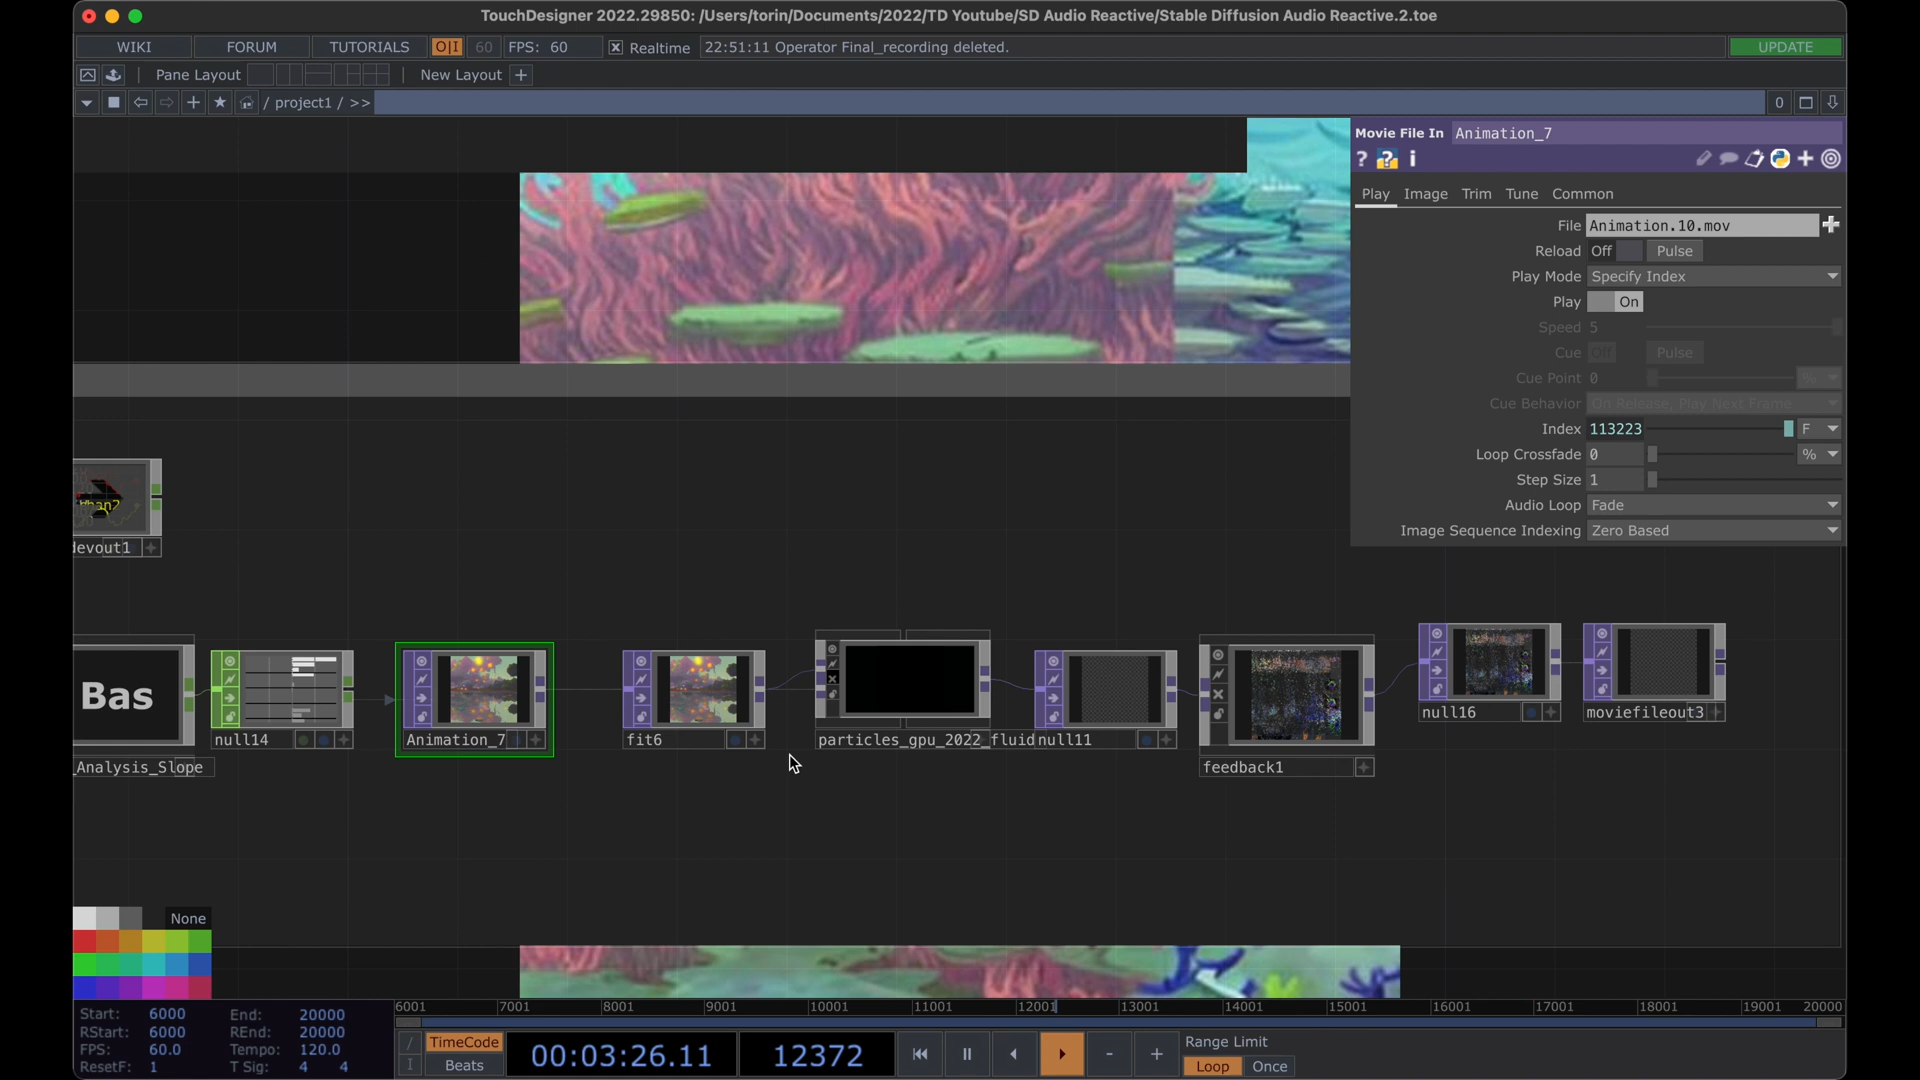 TouchDesigner 2022.29850: /Users/torin/Documents/2022/TD Youtube/SD Audio Reactive/Stable Diffusion Audio Reactive.2.toe
WIKI FORUM TUTORIALS O|I 60 FPS: 60 Realtime 22:51:11 Operator Final_recording deleted. UPDATE
Pane Layout New Layout +
/ project1 / >> 0
Movie File In Animation_7
Play Image Trim Tune Common
File Animation.10.mov
Reload Off Pulse
Play Mode Specify Index
Play On
Speed 5
Cue Off Pulse
Cue Point 0 %
Cue Behavior On Release, Play Next Frame
Index 113223 F
Loop Crossfade 0 %
Step Size 1
Audio Loop Fade
Image Sequence Indexing Zero Based
devout1
Bas
_Analysis_Slope
null14
Animation_7
fit6
particles_gpu_2022_fluid
null11
feedback1
null16
moviefileout3
None
6001 7001 8001 9001 10001 11001 12001 13001 14001 15001 16001 17001 18001 19001 20000
Start: 6000 End: 20000
RStart: 6000 REnd: 20000
FPS: 60.0 Tempo: 120.0
ResetF: 1 T Sig: 4 4
TimeCode
Beats
00:03:26.11
12372
- +
Range Limit
Loop Once